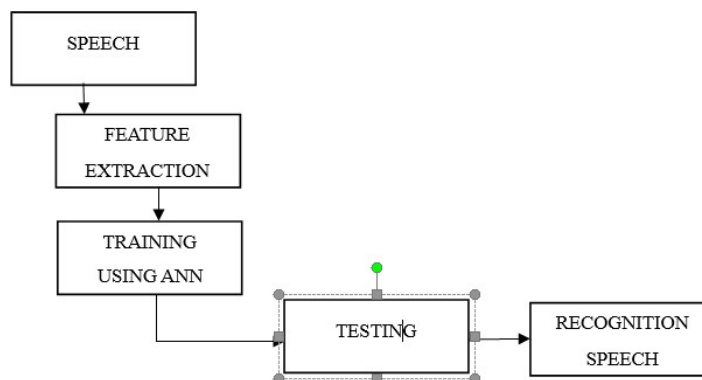 SPEECH
FEATURE
EXTRACTION
TRAINING
USING ANN
TESTING
RECOGNITION
SPEECH